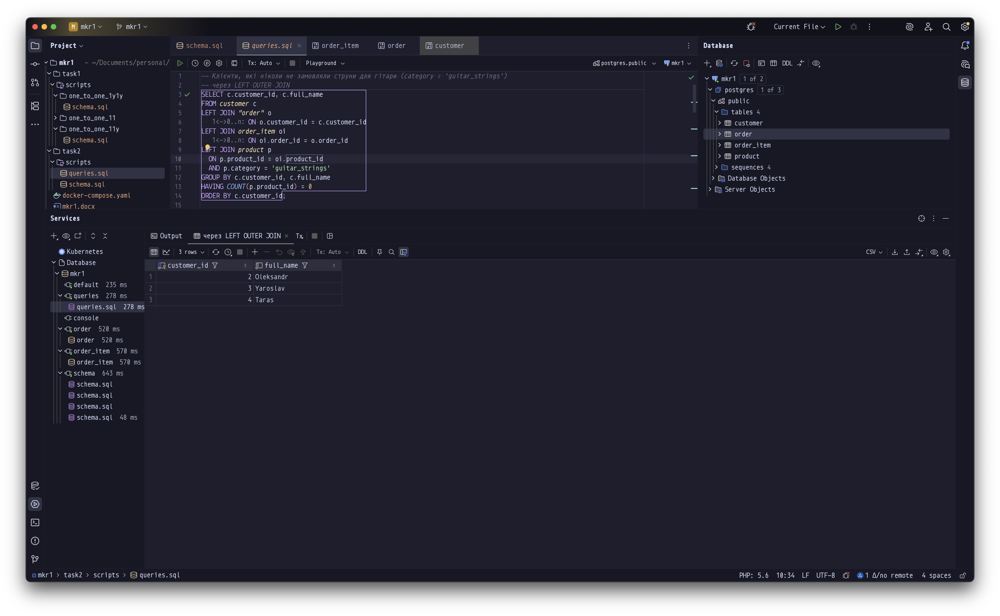 M mkr1 mkr1 Current File
Project
mkr1 – ~/Documents/personal/
task1
scripts
one_to_one_1y1y
schema.sql
one_to_one_11
one_to_one_11y
schema.sql
task2
scripts
queries.sql
schema.sql
docker-compose.yaml
mkr1.docx
schema.sql queries.sql order_item order customer
Tx: Auto Playground postgres.public mkr1
1 -- Клієнти, які ніколи не замовляли струни для гітари (category = 'guitar_strings')
2 -- через LEFT OUTER JOIN
3 SELECT c.customer_id, c.full_name
4 FROM customer c
5 LEFT JOIN "order" o
6 1<->0..n: ON o.customer_id = c.customer_id
7 LEFT JOIN order_item oi
8 1<->0..n: ON oi.order_id = o.order_id
9 LEFT JOIN product p
10 ON p.product_id = oi.product_id
11 AND p.category = 'guitar_strings'
12 GROUP BY c.customer_id, c.full_name
13 HAVING COUNT(p.product_id) = 0
14 ORDER BY c.customer_id;
15
Database
DDL
mkr1 1 of 2
postgres 1 of 3
public
tables 4
customer
order
order_item
product
sequences 4
Database Objects
Server Objects
Services
Kubernetes
Database
mkr1
default 235 ms
queries 278 ms
queries.sql 278 ms
console
order 520 ms
order 520 ms
order_item 570 ms
order_item 570 ms
schema 643 ms
schema.sql
schema.sql
schema.sql
schema.sql 48 ms
Output через LEFT OUTER JOIN Tx
3 rows Tx: Auto DDL CSV
customer_id full_name
1 2 Oleksandr
2 3 Yaroslav
3 4 Taras
mkr1 > task2 > scripts > queries.sql
PHP: 5.6 10:34 LF UTF-8 1 Δ/no remote 4 spaces